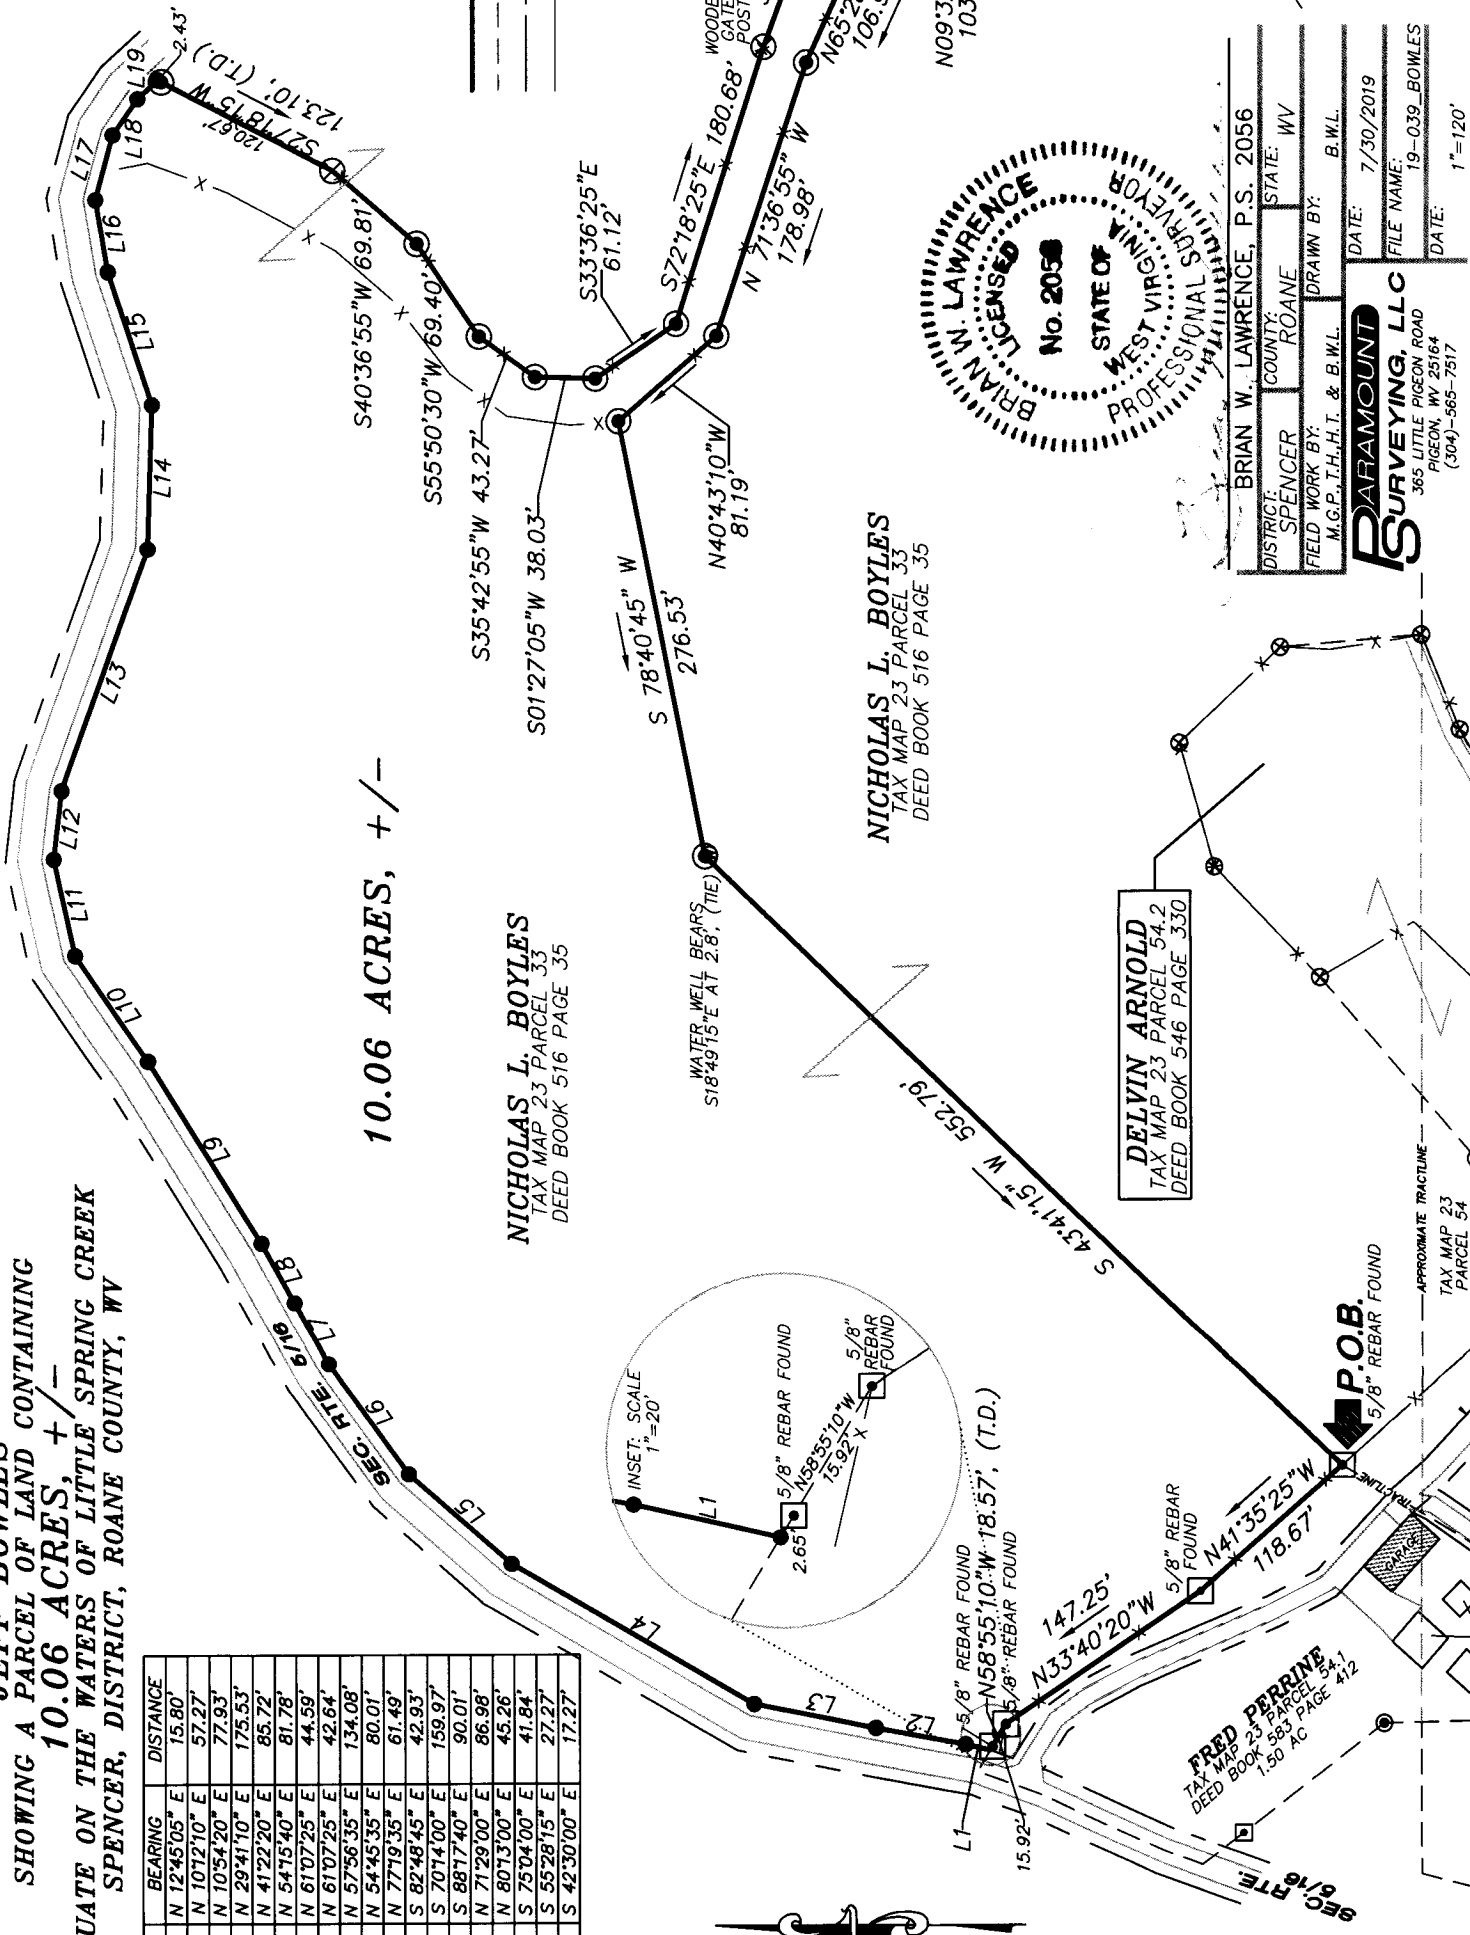 SHOWING A PARCEL OF LAND CONTAINING
10.06 ACRES, +/-
UATE ON THE WATERS OF LITTLE SPRING CREEK
SPENCER, DISTRICT, ROANE COUNTY, WV
BEARING DISTANCE
N 12°45'05" E 15.80'
N 10°12'10" E 57.27'
N 10°54'20" E 77.93'
N 29°41'10" E 175.53'
N 41°22'20" E 85.72'
N 54°15'40" E 81.78'
N 61°07'25" E 44.59'
N 61°07'25" E 42.64'
N 57°56'35" E 134.08'
N 54°45'35" E 80.01'
N 77°19'35" E 61.49'
S 82°48'45" E 42.93'
S 70°14'00" E 159.97'
S 88°17'40" E 90.01'
N 71°29'00" E 86.98'
N 80°13'00" E 45.26'
S 75°04'00" E 41.84'
S 55°28'15" E 27.27'
S 42°30'00" E 17.27'
L1
L2
L3
L4
L5
L6
L7
L8
L9
L10
L11
L12
L13
L14
L15
L16
L17
L18
L19
2.43'
SEC. RTE. 5/16
S27°18'15"W
120.67'
123.10', (T.D.)
S40°36'55"W 69.81'
S55°50'30"W 69.40'
S35°42'55"W 43.27'
S01°27'05"W 38.03'
S33°36'25"E
61.12'
S72°18'25"E 180.68'
N 71°36'55" W
178.98'
N40°43'10"W
81.19'
S 78°40'45" W
276.53'
WOODE
GATE
POST
N65°2
106.9
N09°3
103
10.06 ACRES, +/-
NICHOLAS L. BOYLES
TAX MAP 23 PARCEL 33
DEED BOOK 516 PAGE 35
NICHOLAS L. BOYLES
TAX MAP 23 PARCEL 33
DEED BOOK 516 PAGE 35
WATER WELL BEARS
S18°49'15"E AT 2.8', (TIE)
S 43°41'15" W 552.79'
INSET: SCALE
1"=20'
L1
5/8" REBAR FOUND
N58°55'10"W
15.92'
2.65'
5/8"
REBAR
FOUND
5/8" REBAR FOUND
N58°55'10"W 18.57', (T.D.)
5/8" REBAR FOUND
15.92'
147.25'
N33°40'20"W
5/8" REBAR
FOUND
N41°35'25"W
118.67'
P.O.B.
5/8" REBAR FOUND
TRACTLINE
GARAGE
FRED PERRINE
TAX MAP 23 PARCEL 54.1
DEED BOOK 583 PAGE 412
1.50 AC
SEC. RTE.
5/16
DELVIN ARNOLD
TAX MAP 23 PARCEL 54.2
DEED BOOK 546 PAGE 330
APPROXIMATE TRACTLINE
TAX MAP 23
PARCEL 54
BRIAN W. LAWRENCE
LICENSED
No. 2056
STATE OF
WEST VIRGINIA
PROFESSIONAL SURVEYOR
BRIAN W. LAWRENCE, P.S. 2056
DISTRICT: SPENCER
COUNTY: ROANE
STATE: WV
FIELD WORK BY: M.G.P., T.H., H.T. & B.W.L.
DRAWN BY: B.W.L.
PARAMOUNT
SURVEYING, LLC
365 LITTLE PIGEON ROAD
PIGEON, WV 25164
(304)-565-7517
DATE: 7/30/2019
FILE NAME: 19-039_BOWLES
DATE: 1"=120'